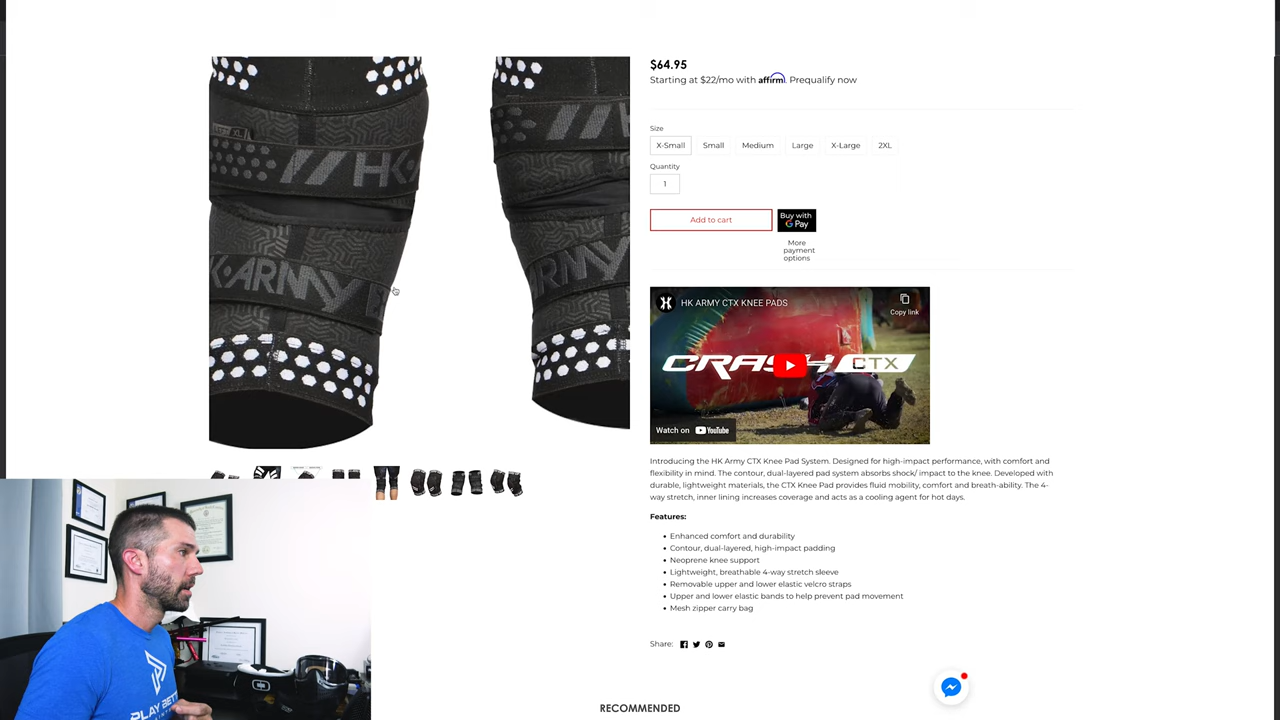 $64.95
Starting at $22/mo with affirm. Prequalify now
Size
X-Small Small Medium Large X-Large 2XL
Quantity
1
Add to cart
Buy with
G Pay
More
payment
options
XL
//HK
K·ARMY
ARMY
HK ARMY CTX KNEE PADS
Copy link
CRASH CTX
Watch on YouTube
Introducing the HK Army CTX Knee Pad System. Designed for high-impact performance, with comfort and
flexibility in mind. The contour, dual-layered pad system absorbs shock/ impact to the knee. Developed with
durable, lightweight materials, the CTX Knee Pad provides fluid mobility, comfort and breath-ability. The 4-
way stretch, inner lining increases coverage and acts as a cooling agent for hot days.
Features:
• Enhanced comfort and durability
• Contour, dual-layered, high-impact padding
• Neoprene knee support
• Lightweight, breathable 4-way stretch sleeve
• Removable upper and lower elastic velcro straps
• Upper and lower elastic bands to help prevent pad movement
• Mesh zipper carry bag
Share:
PLAY BETT
RECOMMENDED